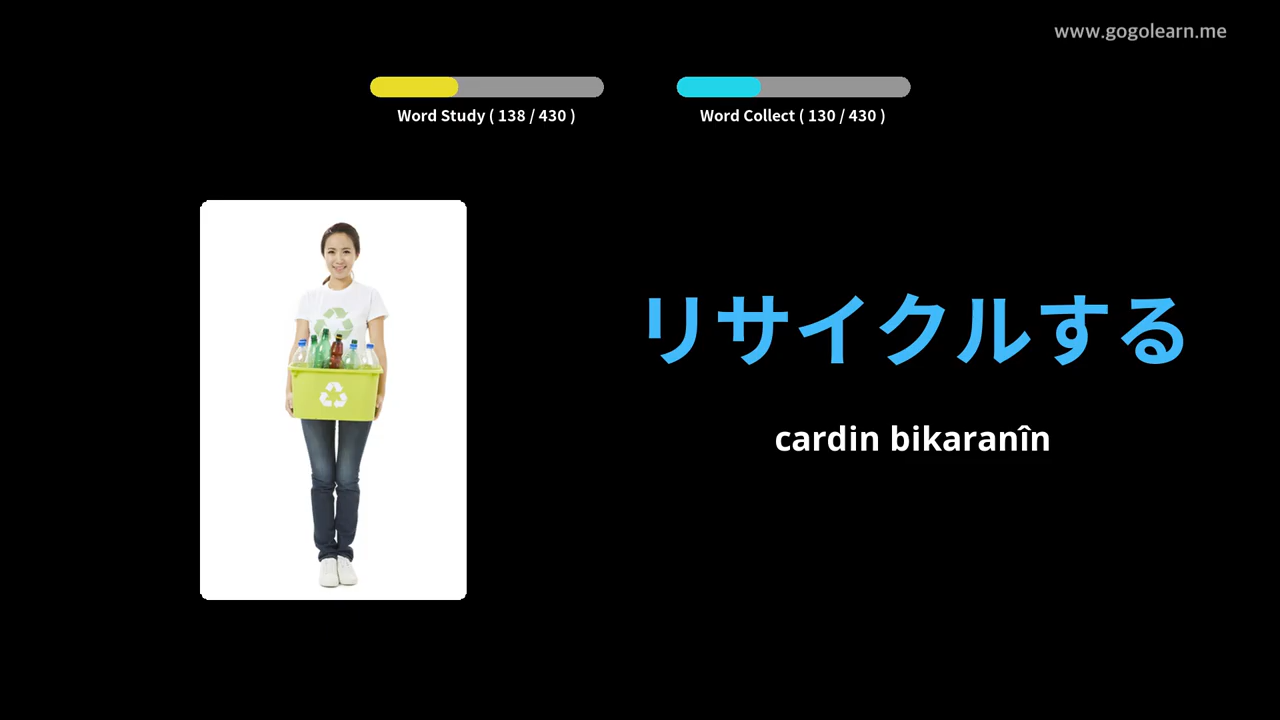 www.gogolearn.me
Word Study ( 138 / 430 )
Word Collect ( 130 / 430 )
リサイクルする
cardin bikaranîn